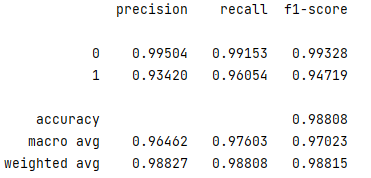 precision recall f1-score
0 0.99504 0.99153 0.99328
1 0.93420 0.96054 0.94719
accuracy 0.98808
macro avg 0.96462 0.97603 0.97023
weighted avg 0.98827 0.98808 0.98815